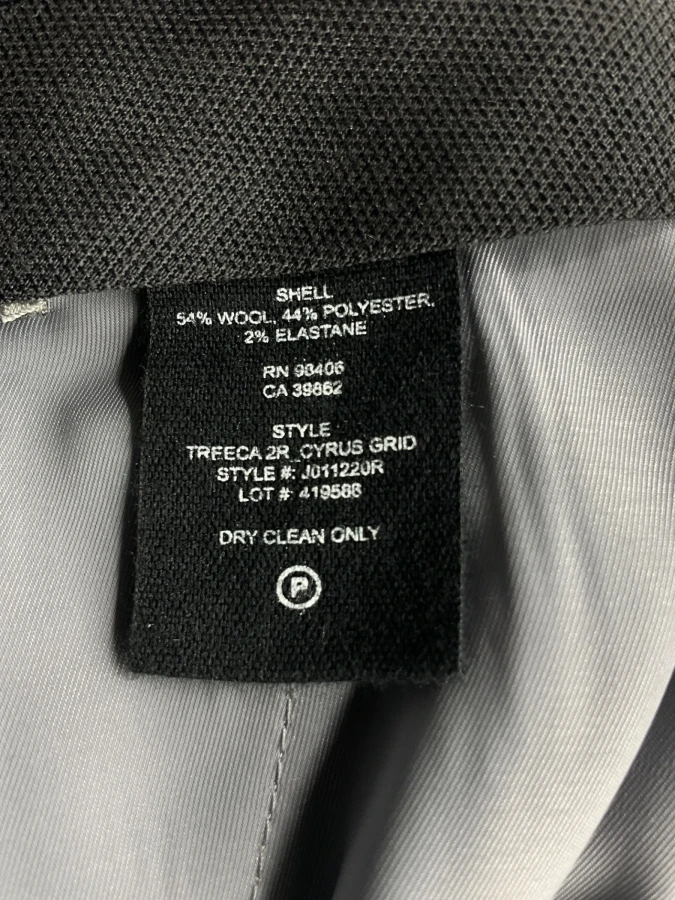 SHELL
54% WOOL, 44% POLYESTER,
2% ELASTANE
RN 98406
CA 39862
STYLE
TREECA 2R_CYRUS GRID
STYLE #: J011220R
LOT #: 419588
DRY CLEAN ONLY
P